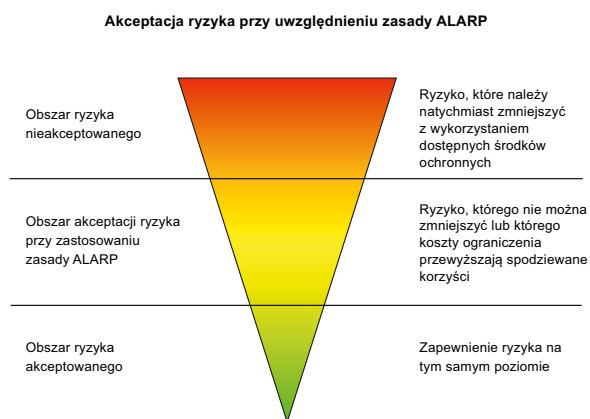 Akceptacja ryzyka przy uwzględnieniu zasady ALARP
Obszar ryzyka
nieakceptowanego
Ryzyko, które należy
natychmiast zmniejszyć
z wykorzystaniem
dostępnych środków
ochronnych
Obszar akceptacji ryzyka
przy zastosowaniu
zasady ALARP
Ryzyko, którego nie można
zmniejszyć lub którego
koszty ograniczenia
przewyższają spodziewane
korzyści
Obszar ryzyka
akceptowanego
Zapewnienie ryzyka na
tym samym poziomie